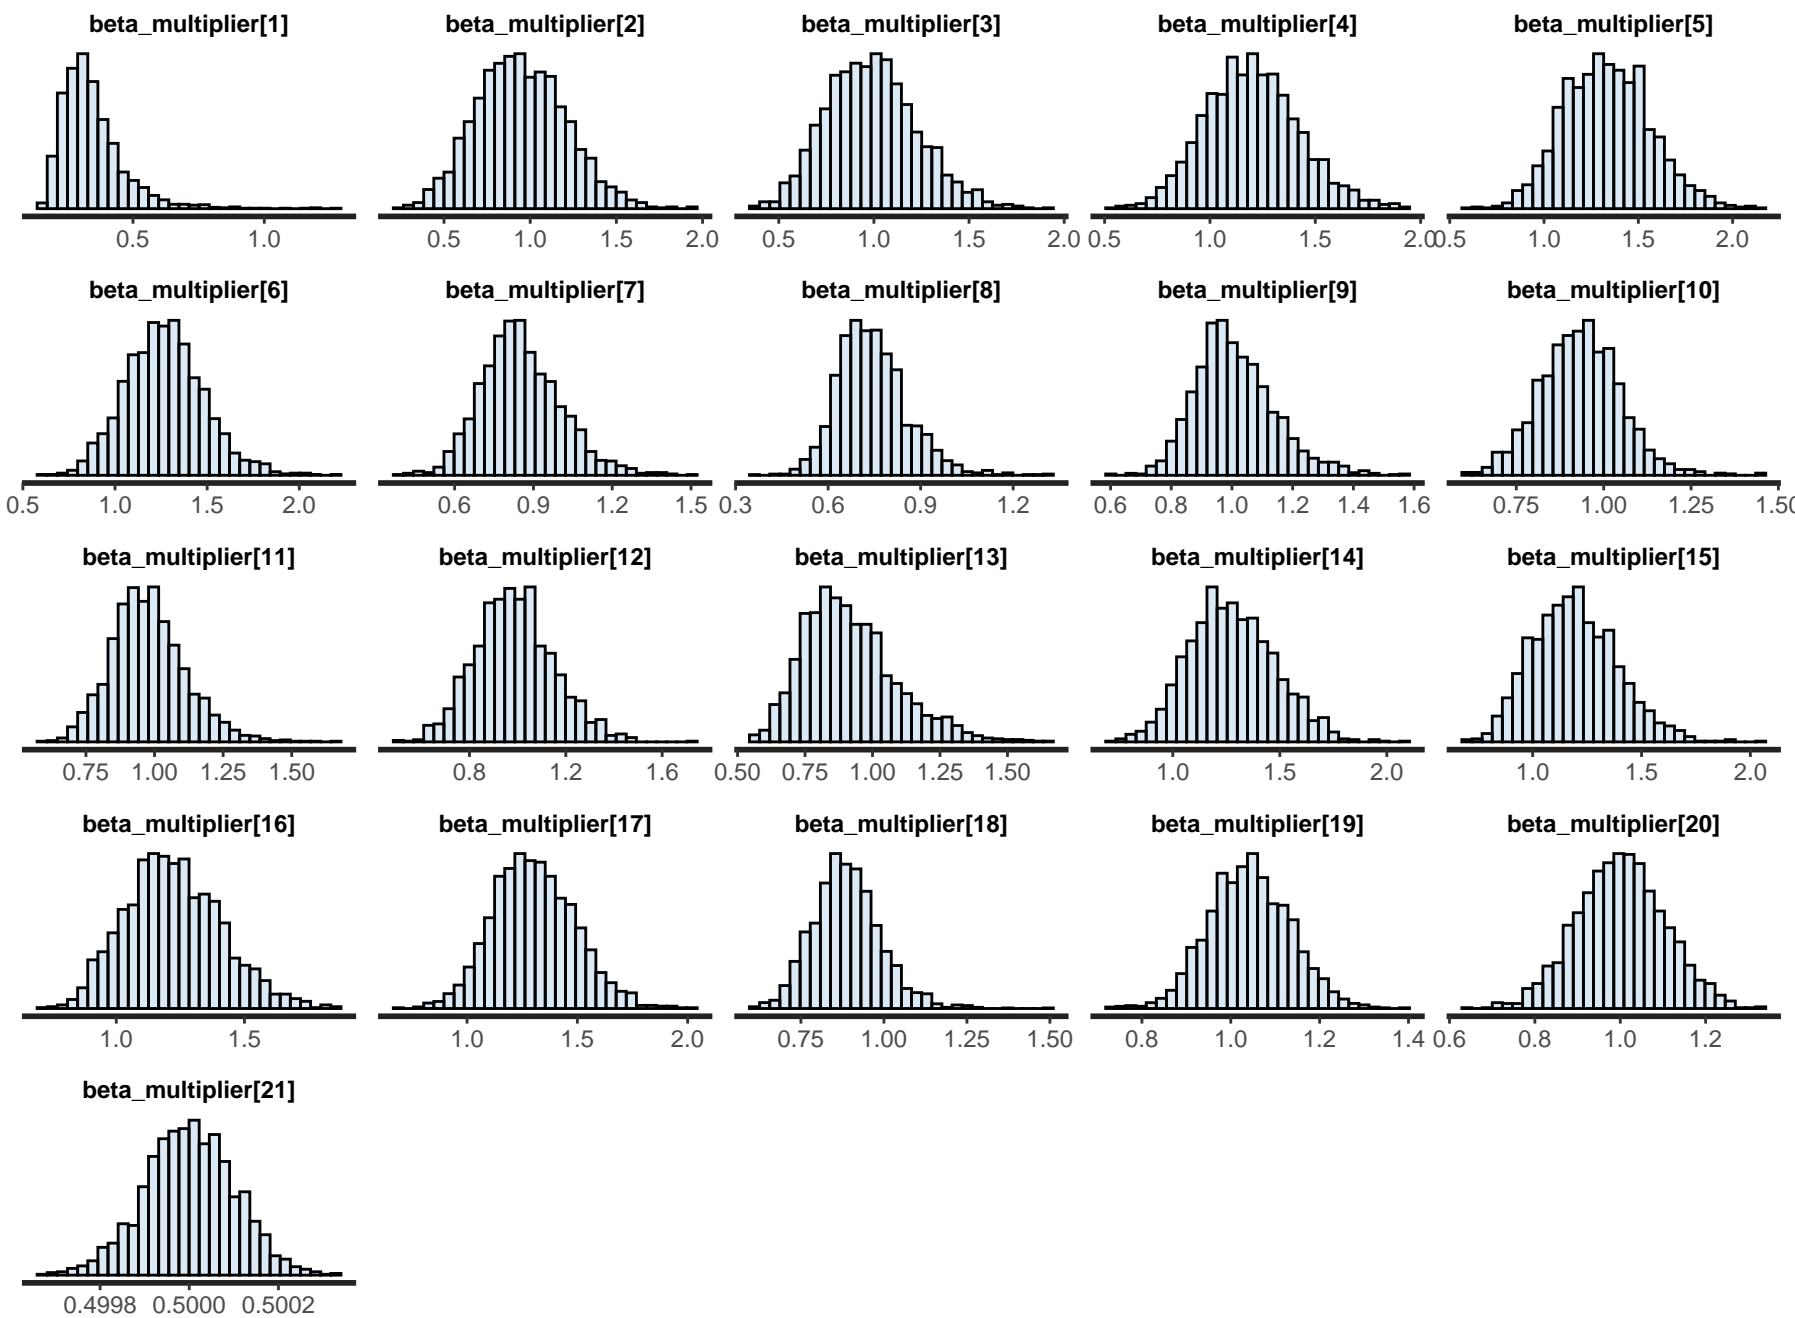 beta_multiplier[1] beta_multiplier[2] beta_multiplier[3] beta_multiplier[4] beta_multiplier[5]
0.5 1.0 0.5 1.0 1.5 2.0 0.5 1.0 1.5 2.0 0.5 1.0 1.5 2.0 0.5 1.0 1.5 2.0
beta_multiplier[6] beta_multiplier[7] beta_multiplier[8] beta_multiplier[9] beta_multiplier[10]
0.5 1.0 1.5 2.0 0.6 0.9 1.2 1.5 0.3 0.6 0.9 1.2 0.6 0.8 1.0 1.2 1.4 1.6 0.75 1.00 1.25 1.50
beta_multiplier[11] beta_multiplier[12] beta_multiplier[13] beta_multiplier[14] beta_multiplier[15]
0.75 1.00 1.25 1.50 0.8 1.2 1.6 0.50 0.75 1.00 1.25 1.50 1.0 1.5 2.0 1.0 1.5 2.0
beta_multiplier[16] beta_multiplier[17] beta_multiplier[18] beta_multiplier[19] beta_multiplier[20]
1.0 1.5 1.0 1.5 2.0 0.75 1.00 1.25 1.50 0.8 1.0 1.2 1.4 0.6 0.8 1.0 1.2
beta_multiplier[21]
0.4998 0.5000 0.5002